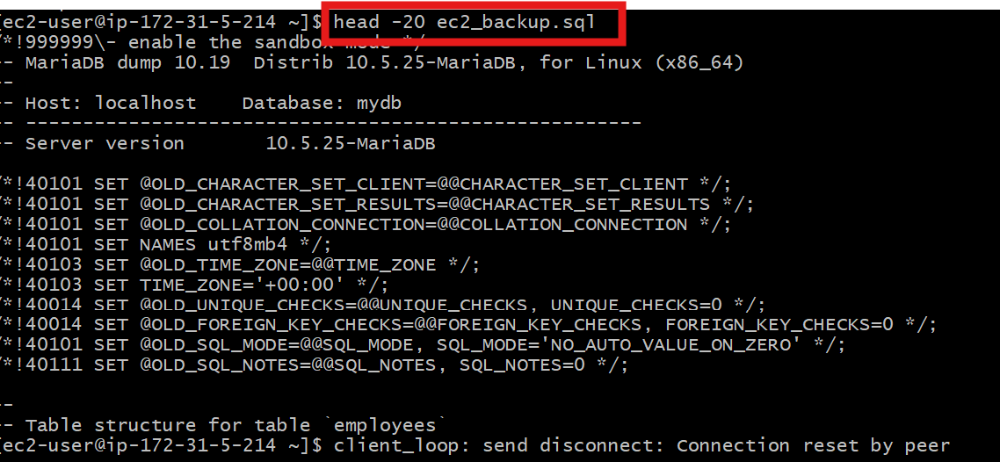 [ec2-user@ip-172-31-5-214 ~]$ head -20 ec2_backup.sql
/*!999999\- enable the sandbox mode */
-- MariaDB dump 10.19  Distrib 10.5.25-MariaDB, for Linux (x86_64)
--
-- Host: localhost    Database: mydb
-- ------------------------------------------------------
-- Server version	10.5.25-MariaDB
/*!40101 SET @OLD_CHARACTER_SET_CLIENT=@@CHARACTER_SET_CLIENT */;
/*!40101 SET @OLD_CHARACTER_SET_RESULTS=@@CHARACTER_SET_RESULTS */;
/*!40101 SET @OLD_COLLATION_CONNECTION=@@COLLATION_CONNECTION */;
/*!40101 SET NAMES utf8mb4 */;
/*!40103 SET @OLD_TIME_ZONE=@@TIME_ZONE */;
/*!40103 SET TIME_ZONE='+00:00' */;
/*!40014 SET @OLD_UNIQUE_CHECKS=@@UNIQUE_CHECKS, UNIQUE_CHECKS=0 */;
/*!40014 SET @OLD_FOREIGN_KEY_CHECKS=@@FOREIGN_KEY_CHECKS, FOREIGN_KEY_CHECKS=0 */;
/*!40101 SET @OLD_SQL_MODE=@@SQL_MODE, SQL_MODE='NO_AUTO_VALUE_ON_ZERO' */;
/*!40111 SET @OLD_SQL_NOTES=@@SQL_NOTES, SQL_NOTES=0 */;
--
-- Table structure for table `employees`
[ec2-user@ip-172-31-5-214 ~]$ client_loop: send disconnect: Connection reset by peer